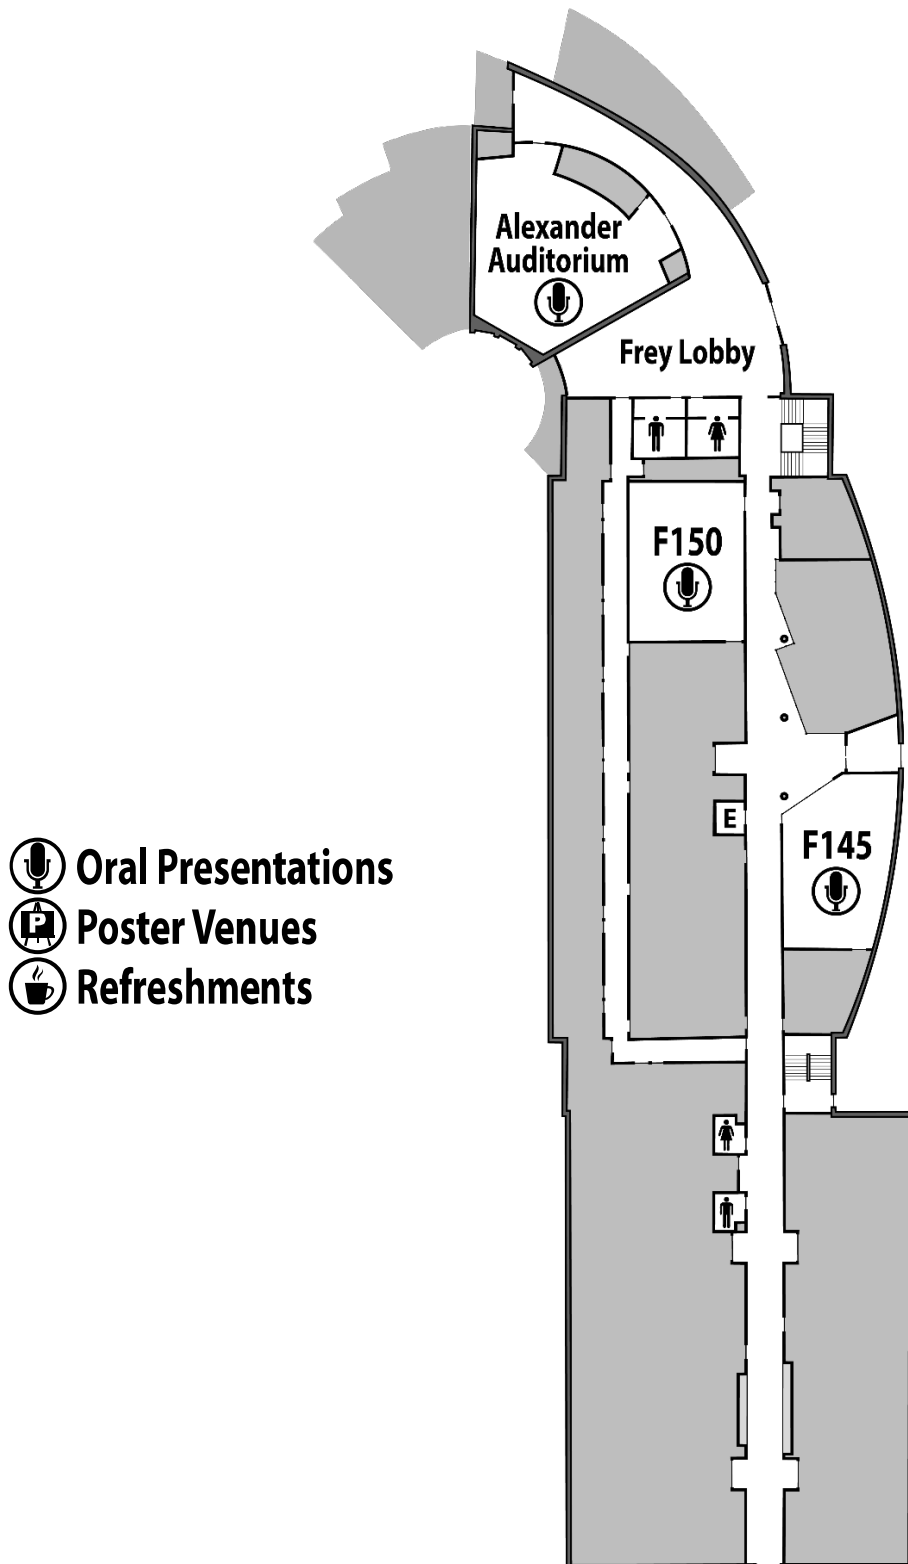 Alexander
Auditorium
Frey Lobby
F150
E
F145
Oral Presentations
P
Poster Venues
Refreshments